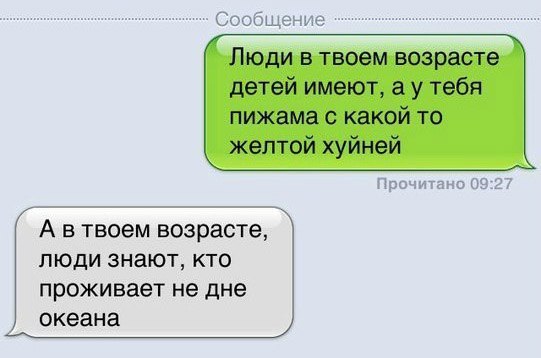 Сообщение
Люди в твоем возрасте
детей имеют, а у тебя
пижама с какой то
желтой хуйней
Прочитано 09:27
А в твоем возрасте,
люди знают, кто
проживает не дне
океана